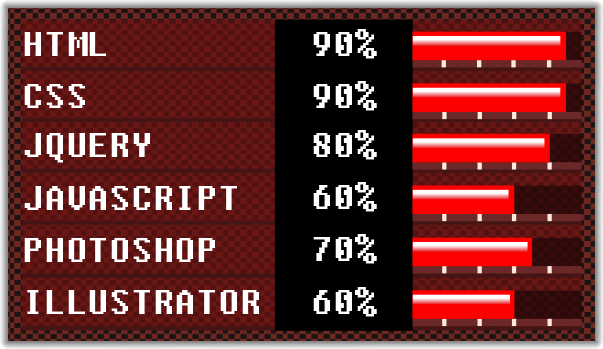 HTML 90%
CSS 90%
JQUERY 80%
JAVASCRIPT 60%
PHOTOSHOP 70%
ILLUSTRATOR 60%